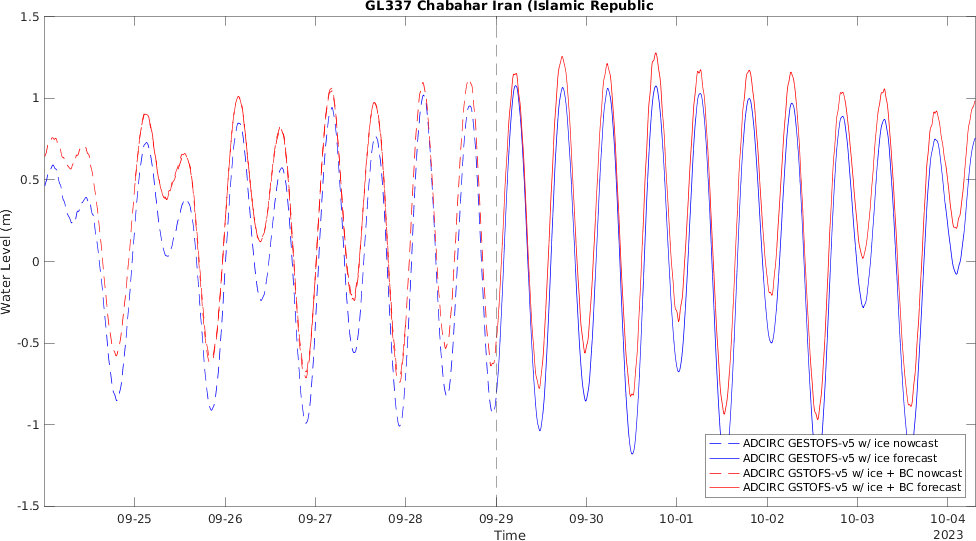 GL337 Chabahar Iran (Islamic Republic
1.5
1
0.5
0
-0.5
-1
-1.5
Water Level (m)
ADCIRC GESTOFS-v5 w/ ice nowcast
ADCIRC GESTOFS-v5 w/ ice forecast
ADCIRC GSTOFS-v5 w/ ice + BC nowcast
ADCIRC GSTOFS-v5 w/ ice + BC forecast
09-25 09-26 09-27 09-28 09-29 09-30 10-01 10-02 10-03 10-04
2023
Time